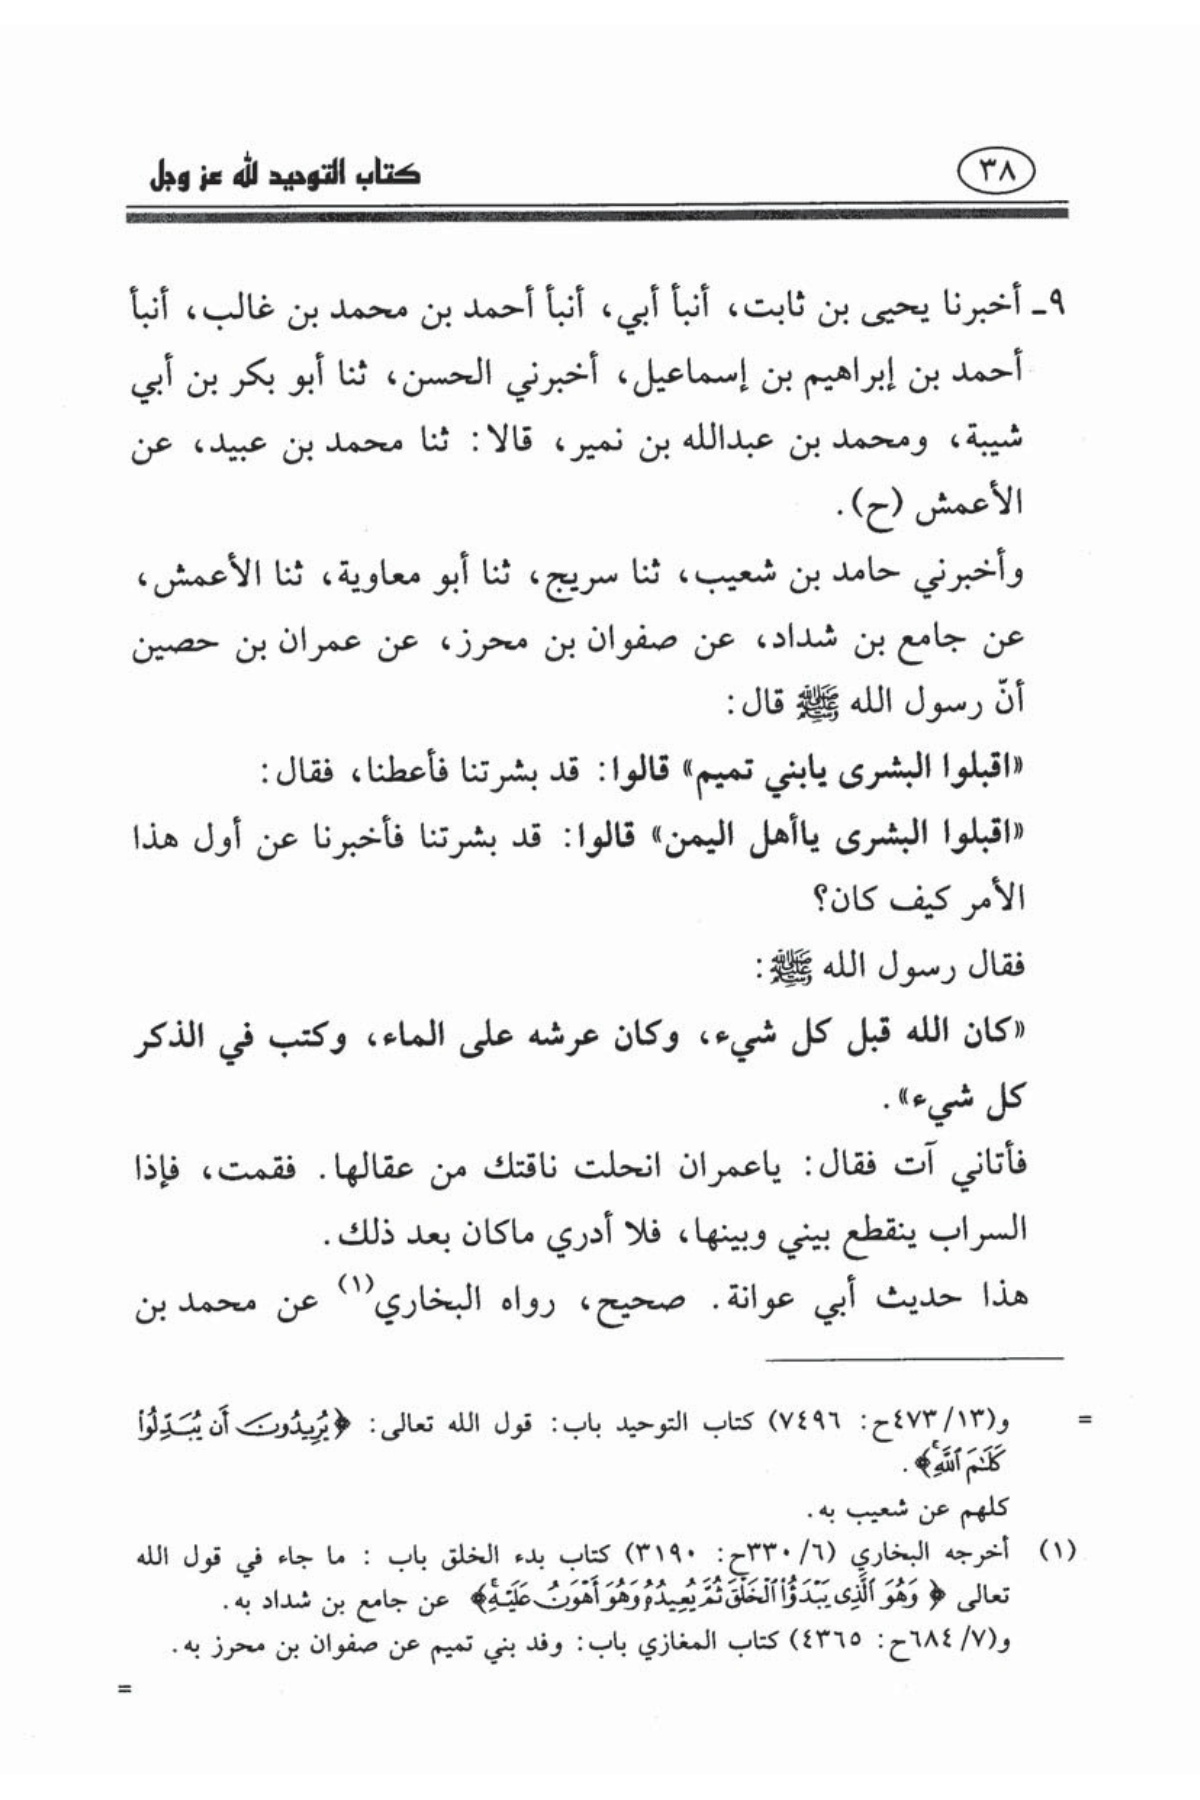 ٣٨
كتاب التوحيد لله عز وجل
٩ـ أخبرنا يحيى بن ثابت، أنبأ أبي، أنبأ أحمد بن محمد بن غالب، أنبأ
أحمد بن إبراهيم بن إسماعيل، أخبرني الحسن، ثنا أبو بكر بن أبي
شيبة، ومحمد بن عبدالله بن نمير، قالا: ثنا محمد بن عبيد، عن
الأعمش (ح).
وأخبرني حامد بن شعيب، ثنا سريج، ثنا أبو معاوية، ثنا الأعمش،
عن جامع بن شداد، عن صفوان بن محرز، عن عمران بن حصين
أنّ رسول الله ﷺ قال:
«اقبلوا البشرى يابني تميم» قالوا: قد بشرتنا فأعطنا، فقال:
«اقبلوا البشرى ياأهل اليمن» قالوا: قد بشرتنا فأخبرنا عن أول هذا
الأمر كيف كان؟
فقال رسول الله ﷺ:
«كان الله قبل كل شيء، وكان عرشه على الماء، وكتب في الذكر
كل شيء».
فأتاني آت فقال: ياعمران انحلت ناقتك من عقالها. فقمت، فإذا
السراب ينقطع بيني وبينها، فلا أدري ماكان بعد ذلك.
هذا حديث أبي عوانة. صحيح، رواه البخاري(١) عن محمد بن
= و(١٣/ ٤٧٣ح: ٧٤٩٦) كتاب التوحيد باب: قول الله تعالى: ﴿يُرِيدُونَ أَن يُبَدِّلُواْ
كَلَٰمَ ٱللَّهِۚ﴾.
كلهم عن شعيب به.
(١) أخرجه البخاري (٦/ ٣٣٠ح: ٣١٩٠) كتاب بدء الخلق باب : ما جاء في قول الله
تعالى ﴿وَهُوَ ٱلَّذِى يَبْدَؤُاْ ٱلْخَلْقَ ثُمَّ يُعِيدُهُۥ وَهُوَ أَهْوَنُ عَلَيْهِۚ﴾ عن جامع بن شداد به.
و(٧/ ٦٨٤ح: ٤٣٦٥) كتاب المغازي باب: وفد بني تميم عن صفوان بن محرز به.
=